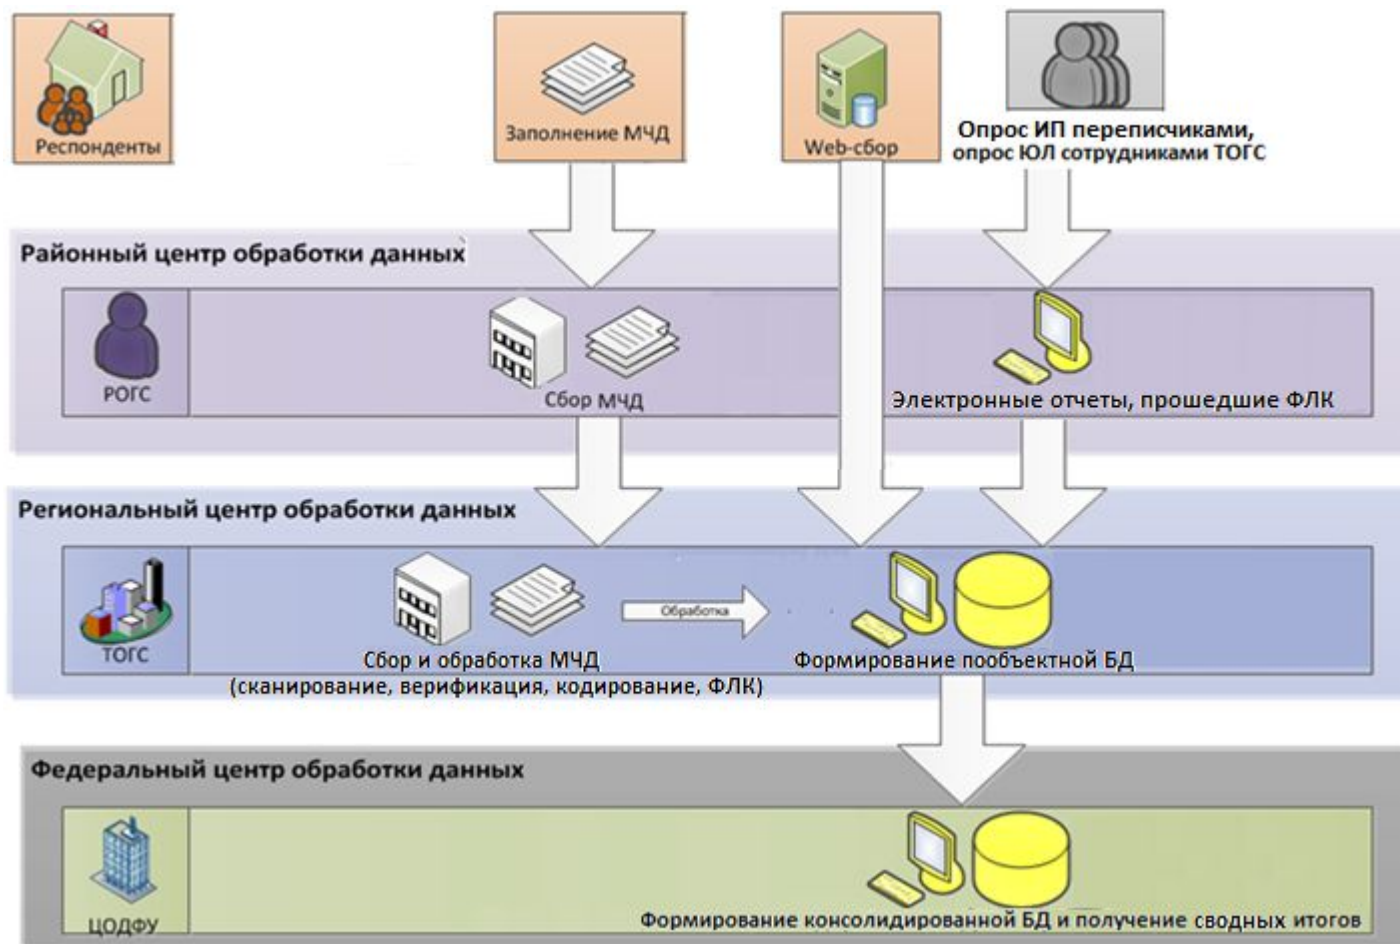 Респонденты
Заполнение МЧД
Web-сбор
Опрос ИП переписчиками,
опрос ЮЛ сотрудниками ТОГС
Районный центр обработки данных
РОГС
Сбор МЧД
Электронные отчеты, прошедшие ФЛК
Региональный центр обработки данных
ТОГС
Сбор и обработка МЧД
(сканирование, верификация, кодирование, ФЛК)
Обработка
Формирование пообъектной БД
Федеральный центр обработки данных
ЦОДФУ
Формирование консолидированной БД и получение сводных итогов